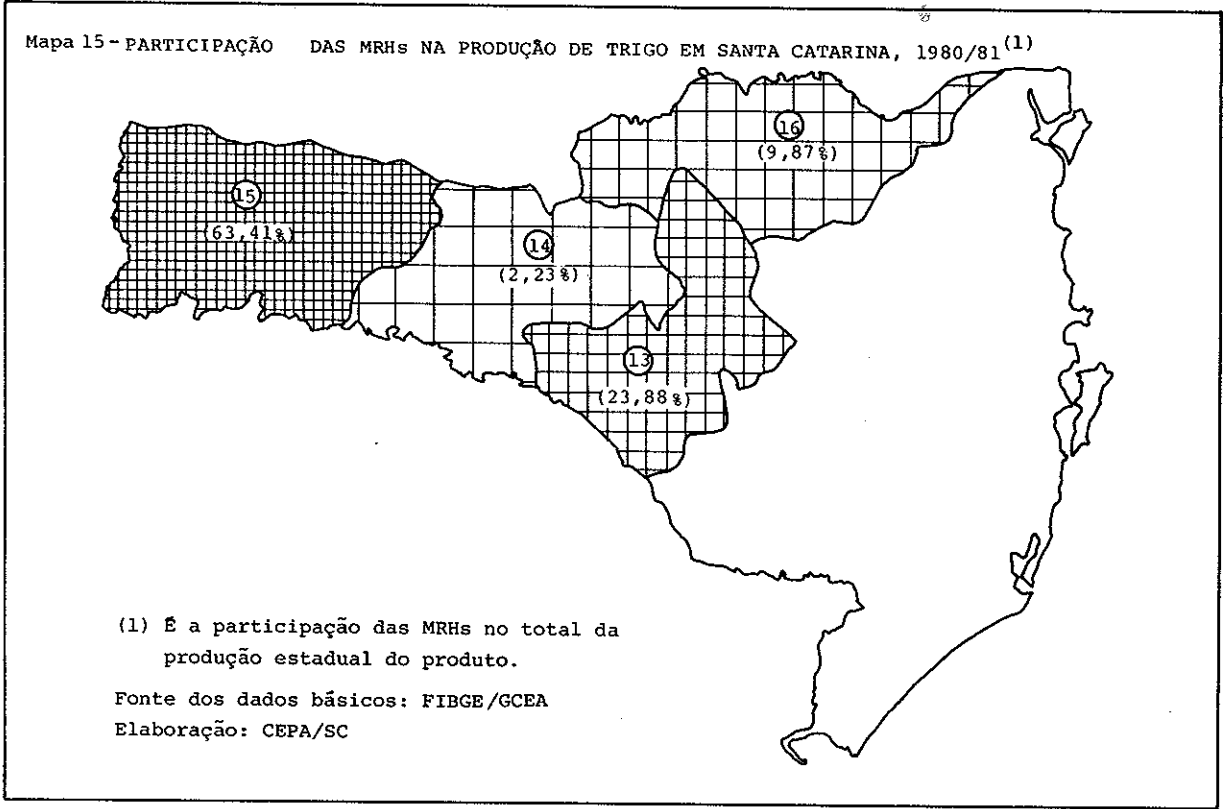 Mapa 15-PARTICIPAÇÃO DAS MRHs NA PRODUÇÃO DE TRIGO EM SANTA CATARINA, 1980/81(1)
16
(9,87%)
15
(63,41%)
14
(2,23%)
13
(23,88%)
(1) É a participação das MRHs no total da
produção estadual do produto.
Fonte dos dados básicos: FIBGE/GCEA
Elaboração: CEPA/SC